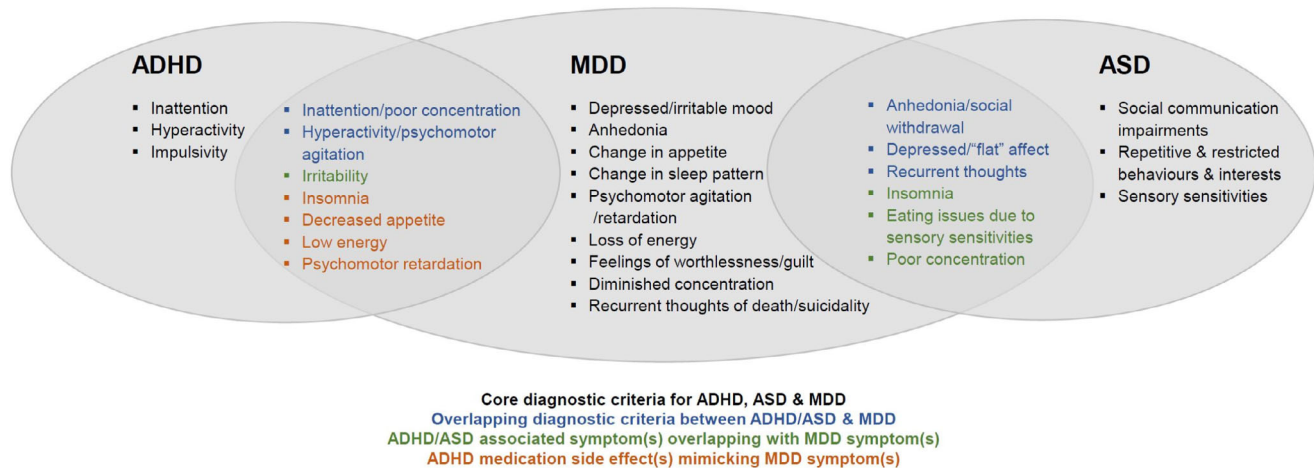 ADHD
▪ Inattention
▪ Hyperactivity
▪ Impulsivity
▪ Inattention/poor concentration
▪ Hyperactivity/psychomotor
agitation
▪ Irritability
▪ Insomnia
▪ Decreased appetite
▪ Low energy
▪ Psychomotor retardation
MDD
▪ Depressed/irritable mood
▪ Anhedonia
▪ Change in appetite
▪ Change in sleep pattern
▪ Psychomotor agitation
/retardation
▪ Loss of energy
▪ Feelings of worthlessness/guilt
▪ Diminished concentration
▪ Recurrent thoughts of death/suicidality
▪ Anhedonia/social
withdrawal
▪ Depressed/“flat” affect
▪ Recurrent thoughts
▪ Insomnia
▪ Eating issues due to
sensory sensitivities
▪ Poor concentration
ASD
▪ Social communication
impairments
▪ Repetitive & restricted
behaviours & interests
▪ Sensory sensitivities
Core diagnostic criteria for ADHD, ASD & MDD
Overlapping diagnostic criteria between ADHD/ASD & MDD
ADHD/ASD associated symptom(s) overlapping with MDD symptom(s)
ADHD medication side effect(s) mimicking MDD symptom(s)